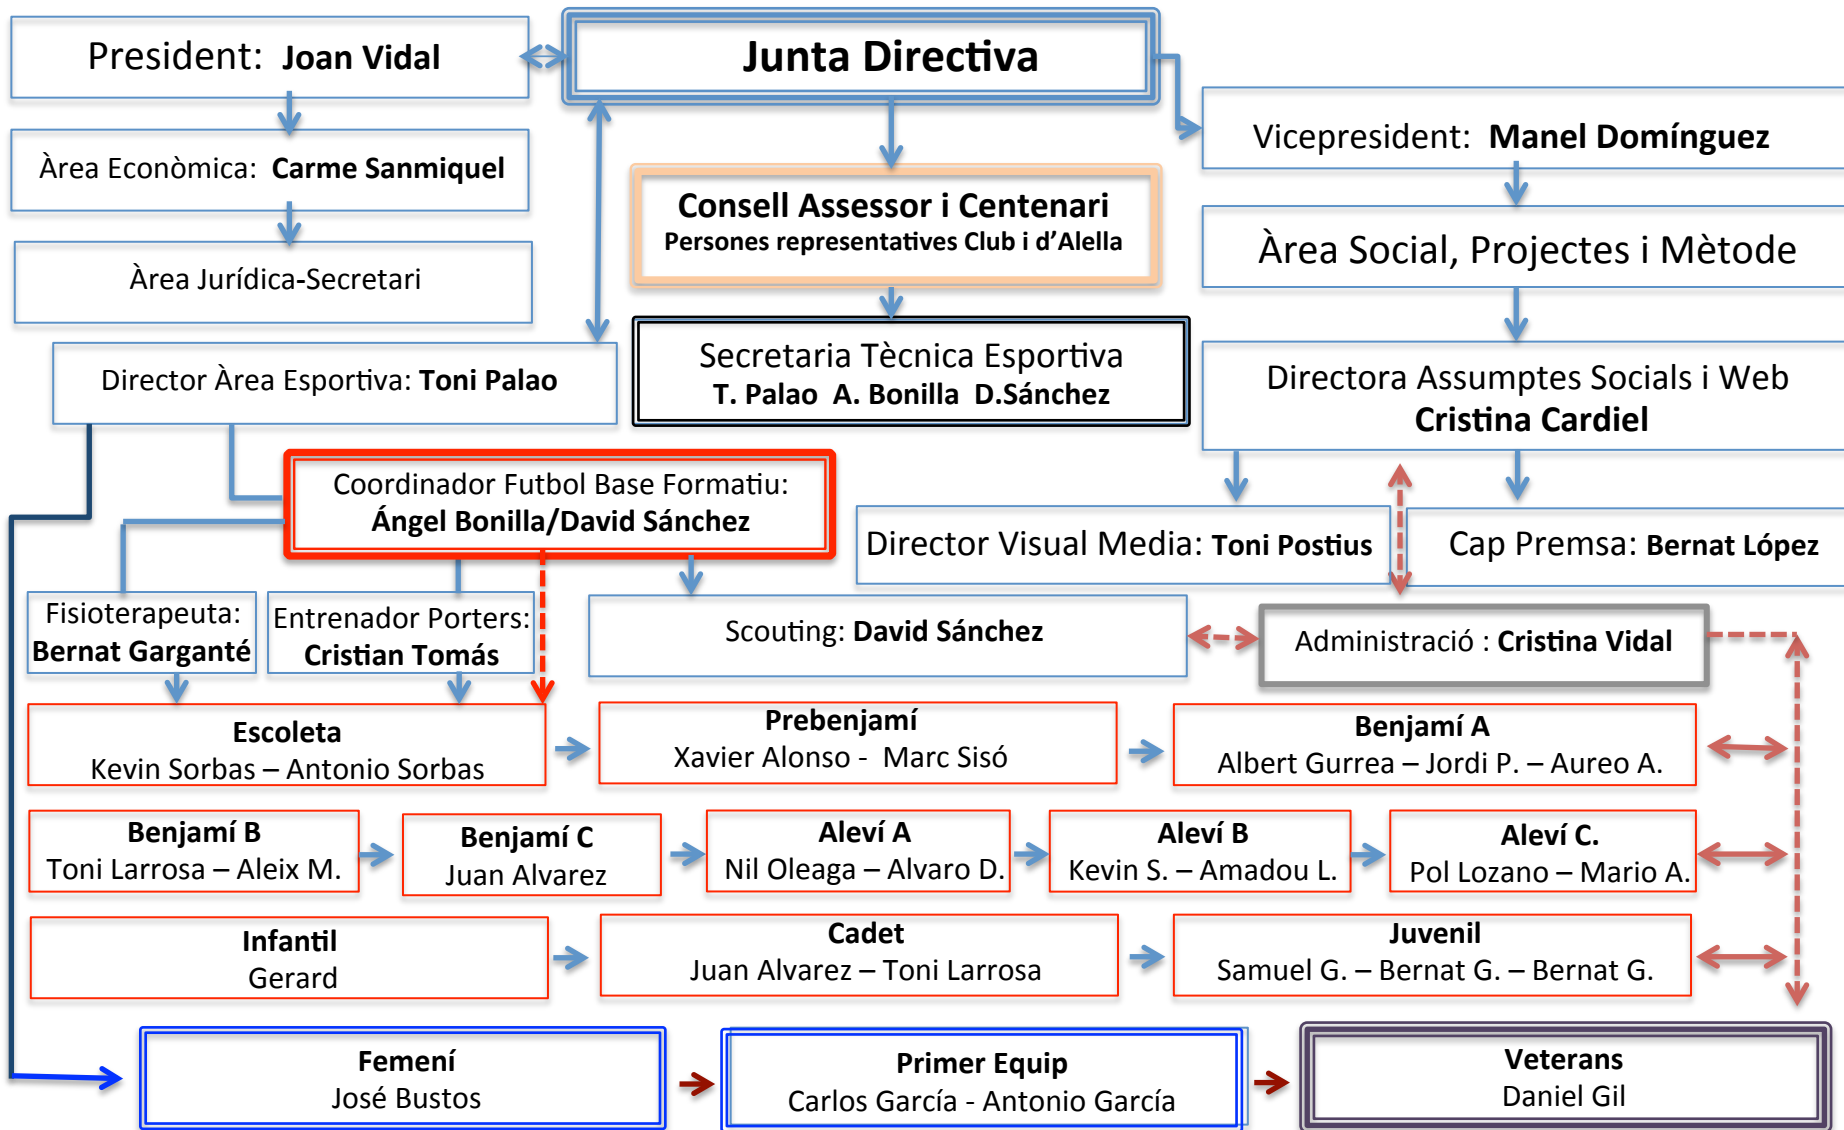 President: Joan Vidal
Junta Directiva
Vicepresident: Manel Domínguez
Àrea Econòmica: Carme Sanmiquel
Consell Assessor i Centenari
Persones representatives Club i d’Alella
Àrea Social, Projectes i Mètode
Àrea Jurídica-Secretari
Director Àrea Esportiva: Toni Palao
Secretaria Tècnica Esportiva
T. Palao A. Bonilla D.Sánchez
Directora Assumptes Socials i Web
Cristina Cardiel
Coordinador Futbol Base Formatiu:
Ángel Bonilla/David Sánchez
Director Visual Media: Toni Postius
Cap Premsa: Bernat López
Fisioterapeuta:
Bernat Garganté
Entrenador Porters:
Cristian Tomás
Scouting: David Sánchez
Administració : Cristina Vidal
Escoleta
Kevin Sorbas – Antonio Sorbas
Prebenjamí
Xavier Alonso - Marc Sisó
Benjamí A
Albert Gurrea – Jordi P. – Aureo A.
Benjamí B
Toni Larrosa – Aleix M.
Benjamí C
Juan Alvarez
Aleví A
Nil Oleaga – Alvaro D.
Aleví B
Kevin S. – Amadou L.
Aleví C.
Pol Lozano – Mario A.
Infantil
Gerard
Cadet
Juan Alvarez – Toni Larrosa
Juvenil
Samuel G. – Bernat G. – Bernat G.
Femení
José Bustos
Primer Equip
Carlos García - Antonio García
Veterans
Daniel Gil